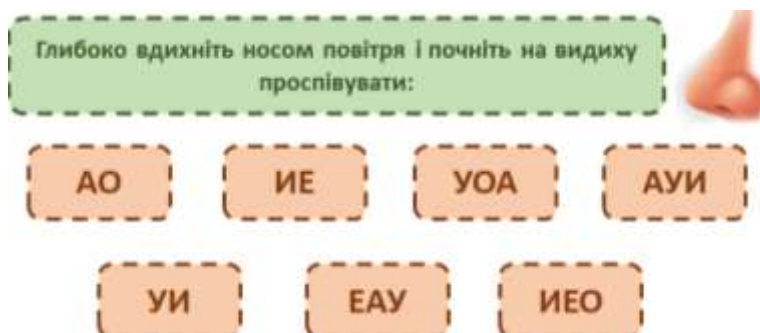 Глибоко вдихніть носом повітря і почніть на видиху
проспівувати:
АО ИЕ УОА АУИ
УИ ЕАУ ИЕО